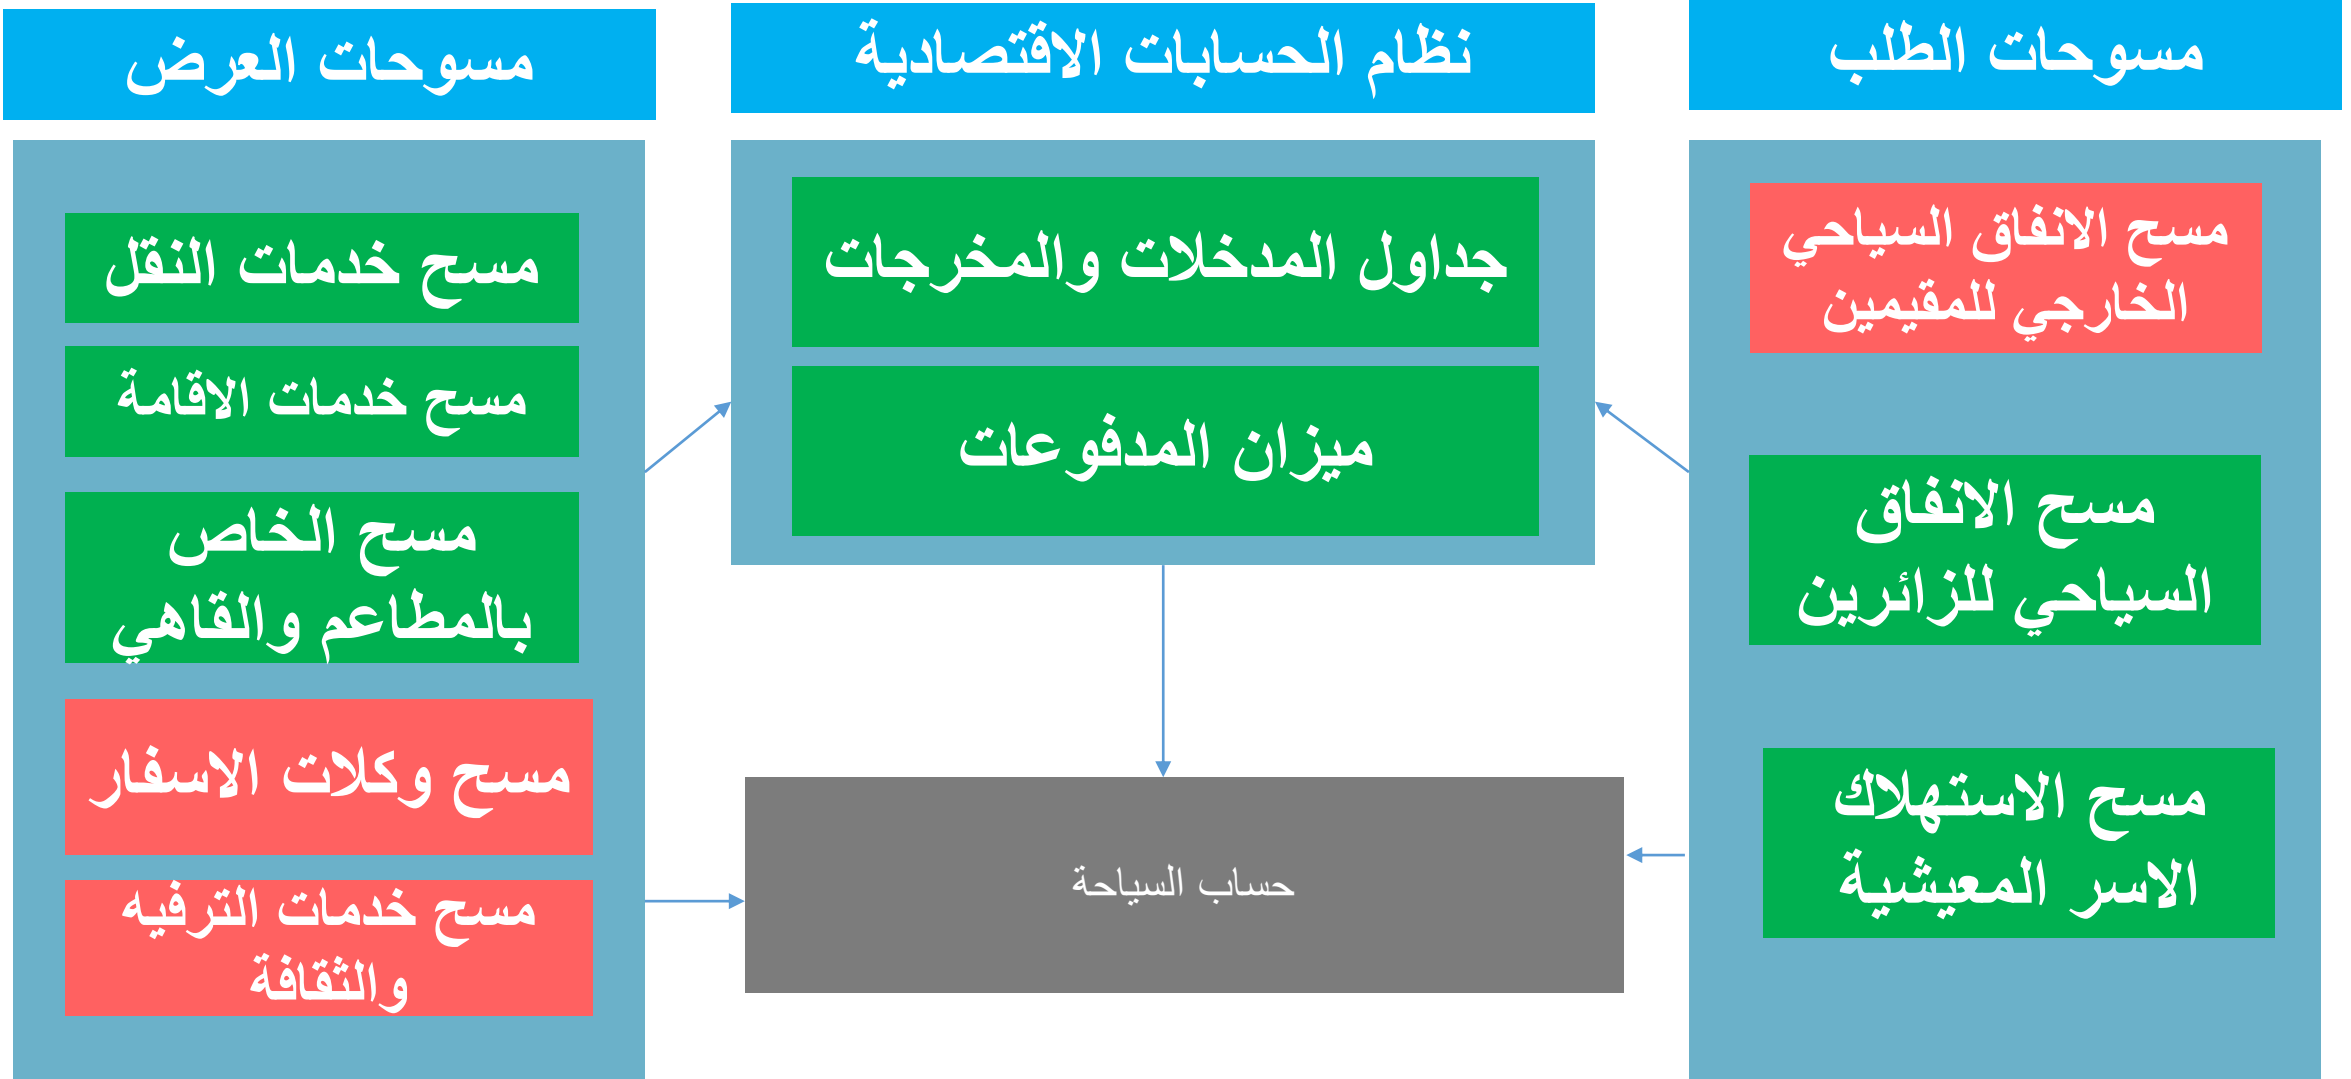 مسوحات الطلب
نظام الحسابات الاقتصادية
مسوحات العرض
مسح الانفاق السياحي
الخارجي للمقيمين
مسح الانفاق
السياحي للزائرين
مسح الاستهلاك
الاسر المعيشية
جداول المدخلات والمخرجات
ميزان المدفوعات
حساب السياحة
مسح خدمات النقل
مسح خدمات الاقامة
مسح الخاص
بالمطاعم والقاهي
مسح وكلات الاسفار
مسح خدمات الترفيه
والثقافة